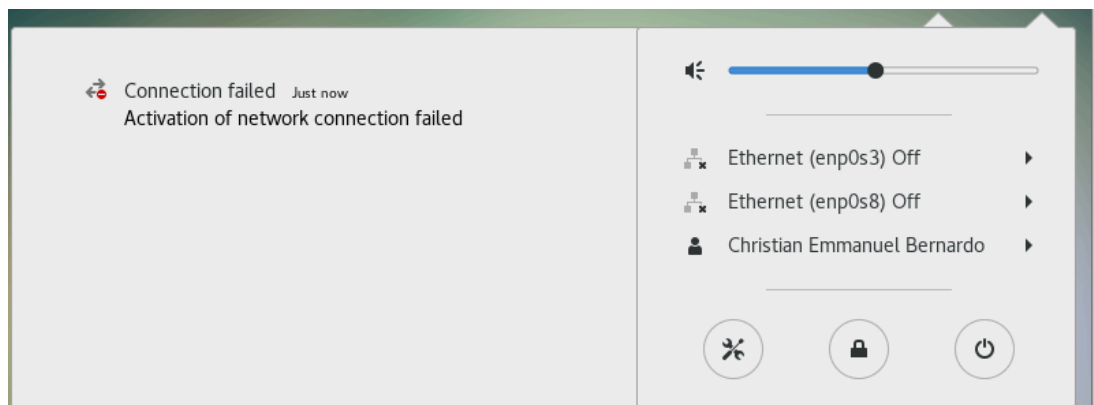 Connection failed Just now
Activation of network connection failed
Ethernet (enp0s3) Off
Ethernet (enp0s8) Off
Christian Emmanuel Bernardo